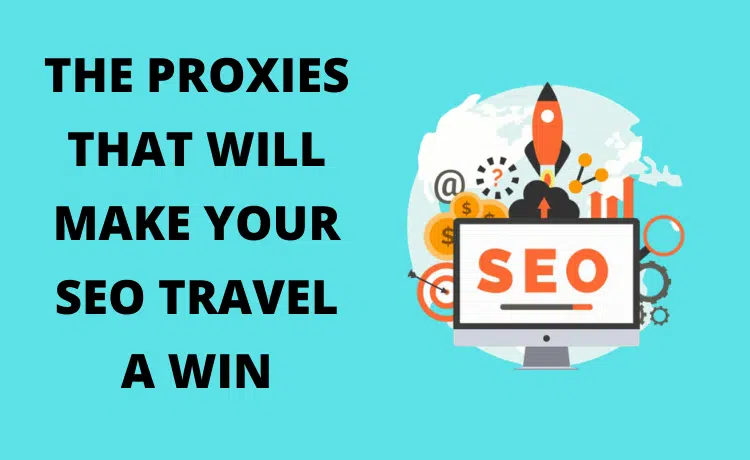 THE PROXIES
THAT WILL
MAKE YOUR
SEO TRAVEL
A WIN
@
?
$
$
SEO